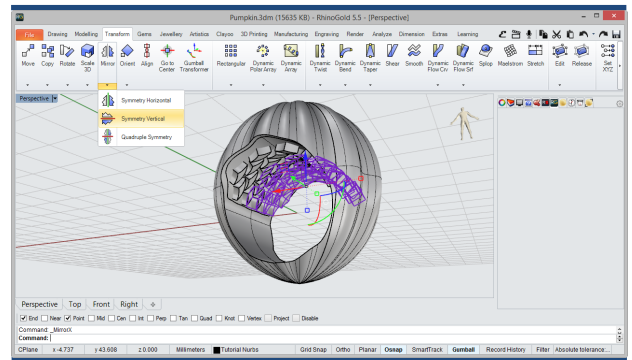 Pumpkin.3dm (15635 KB) - RhinoGold 5.5 - [Perspective]
File Drawing Modelling Transform Gems Jewellery Artistics Clayoo 3D Printing Manufacturing Engraving Render Analyze Dimension Extras Learning
Move Copy Rotate Scale 3D Mirror Orient Align Go to Center Gumball Transformer Rectangular Dynamic Polar Array Dynamic Array Dynamic Twist Dynamic Bend Dynamic Taper Shear Smooth Dynamic Flow Crv Dynamic Flow Srf Splop Maelstrom Stretch Edit Release Set XYZ
Perspective
Symmetry Horizontal
Symmetry Vertical
Quadruple Symmetry
Perspective Top Front Right
End Near Point Mid Cen Int Perp Tan Quad Knot Vertex Project Disable
Command: _MirrorX
Command:
CPlane x -4.737 y 43.608 z 0.000 Millimeters Tutorial Nurbs Grid Snap Ortho Planar Osnap SmartTrack Gumball Record History Filter Absolute tolerance:...